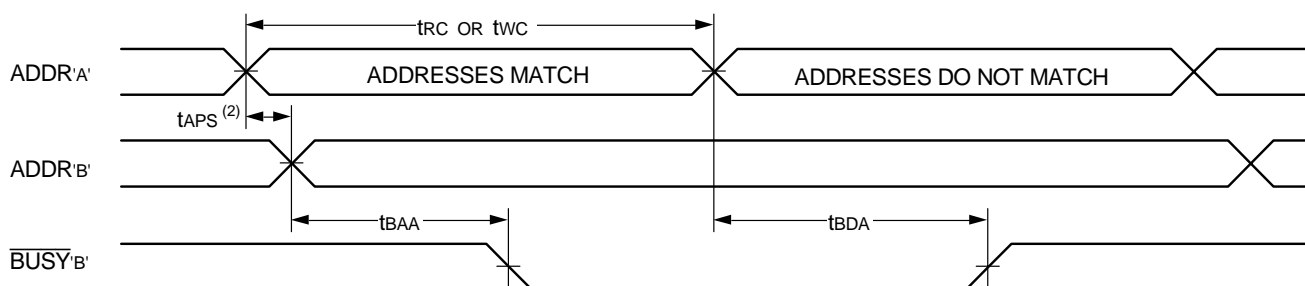 tRC OR tWC
ADDR'A'
ADDRESSES MATCH
ADDRESSES DO NOT MATCH
tAPS (2)
ADDR'B'
tBAA
tBDA
BUSY'B'